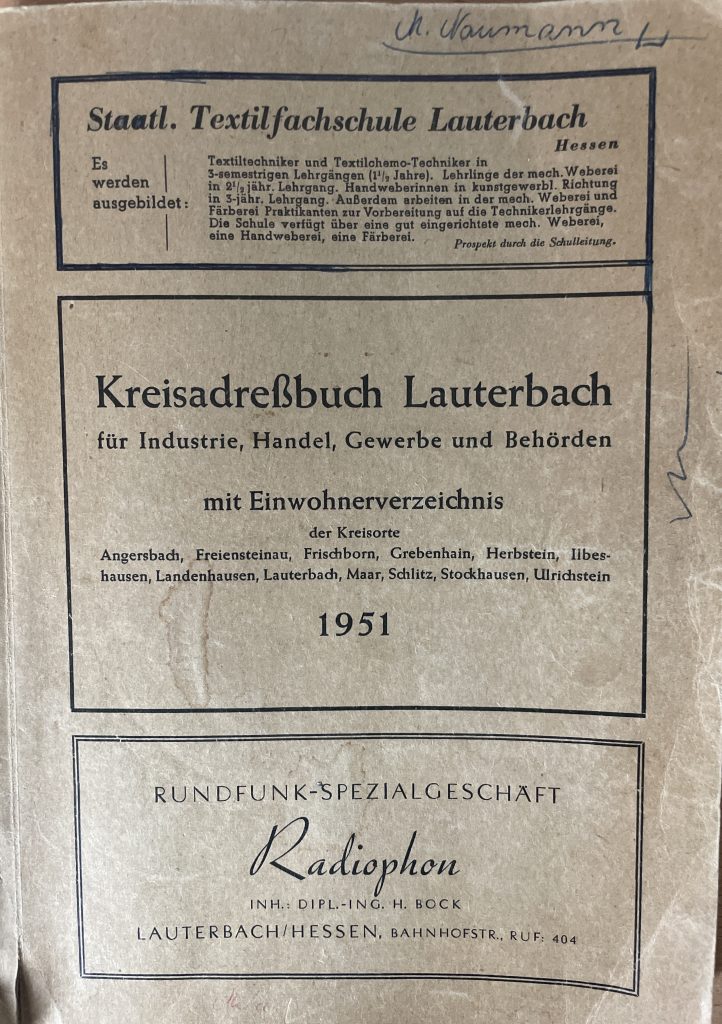 Naumann
Staatl. Textilfachschule Lauterbach
Hessen
Es
werden
ausgebildet:
Textiltechniker und Textilchemo-Techniker in
3-semestrigen Lehrgängen (1½ Jahre). Lehrlinge der mech. Weberei
in 2½ jähr. Lehrgang. Handweberinnen in kunstgewerbl. Richtung
in 3-jähr. Lehrgang. Außerdem arbeiten in der mech. Weberei und
Färberei Praktikanten zur Vorbereitung auf die Technikerlehrgänge.
Die Schule verfügt über eine gut eingerichtete mech. Weberei,
eine Handweberei, eine Färberei.
Prospekt durch die Schulleitung.
Kreisadreßbuch Lauterbach
für Industrie, Handel, Gewerbe und Behörden
mit Einwohnerverzeichnis
der Kreisorte
Angersbach, Freiensteinau, Frischborn, Grebenhain, Herbstein, Ilbes-
hausen, Landenhausen, Lauterbach, Maar, Schlitz, Stockhausen, Ulrichstein
1951
RUNDFUNK-SPEZIALGESCHÄFT
Radiophon
INH.: DIPL.-ING. H. BOCK
LAUTERBACH/HESSEN, BAHNHOFSTR., RUF: 404